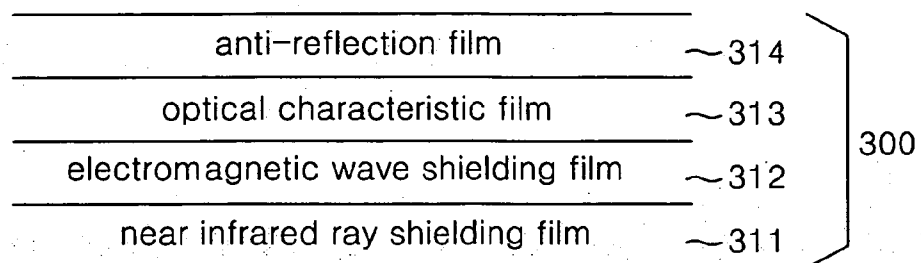 anti-reflection film ~314
optical characteristic film ~313
300
electromagnetic wave shielding film ~312
near infrared ray shielding film ~311